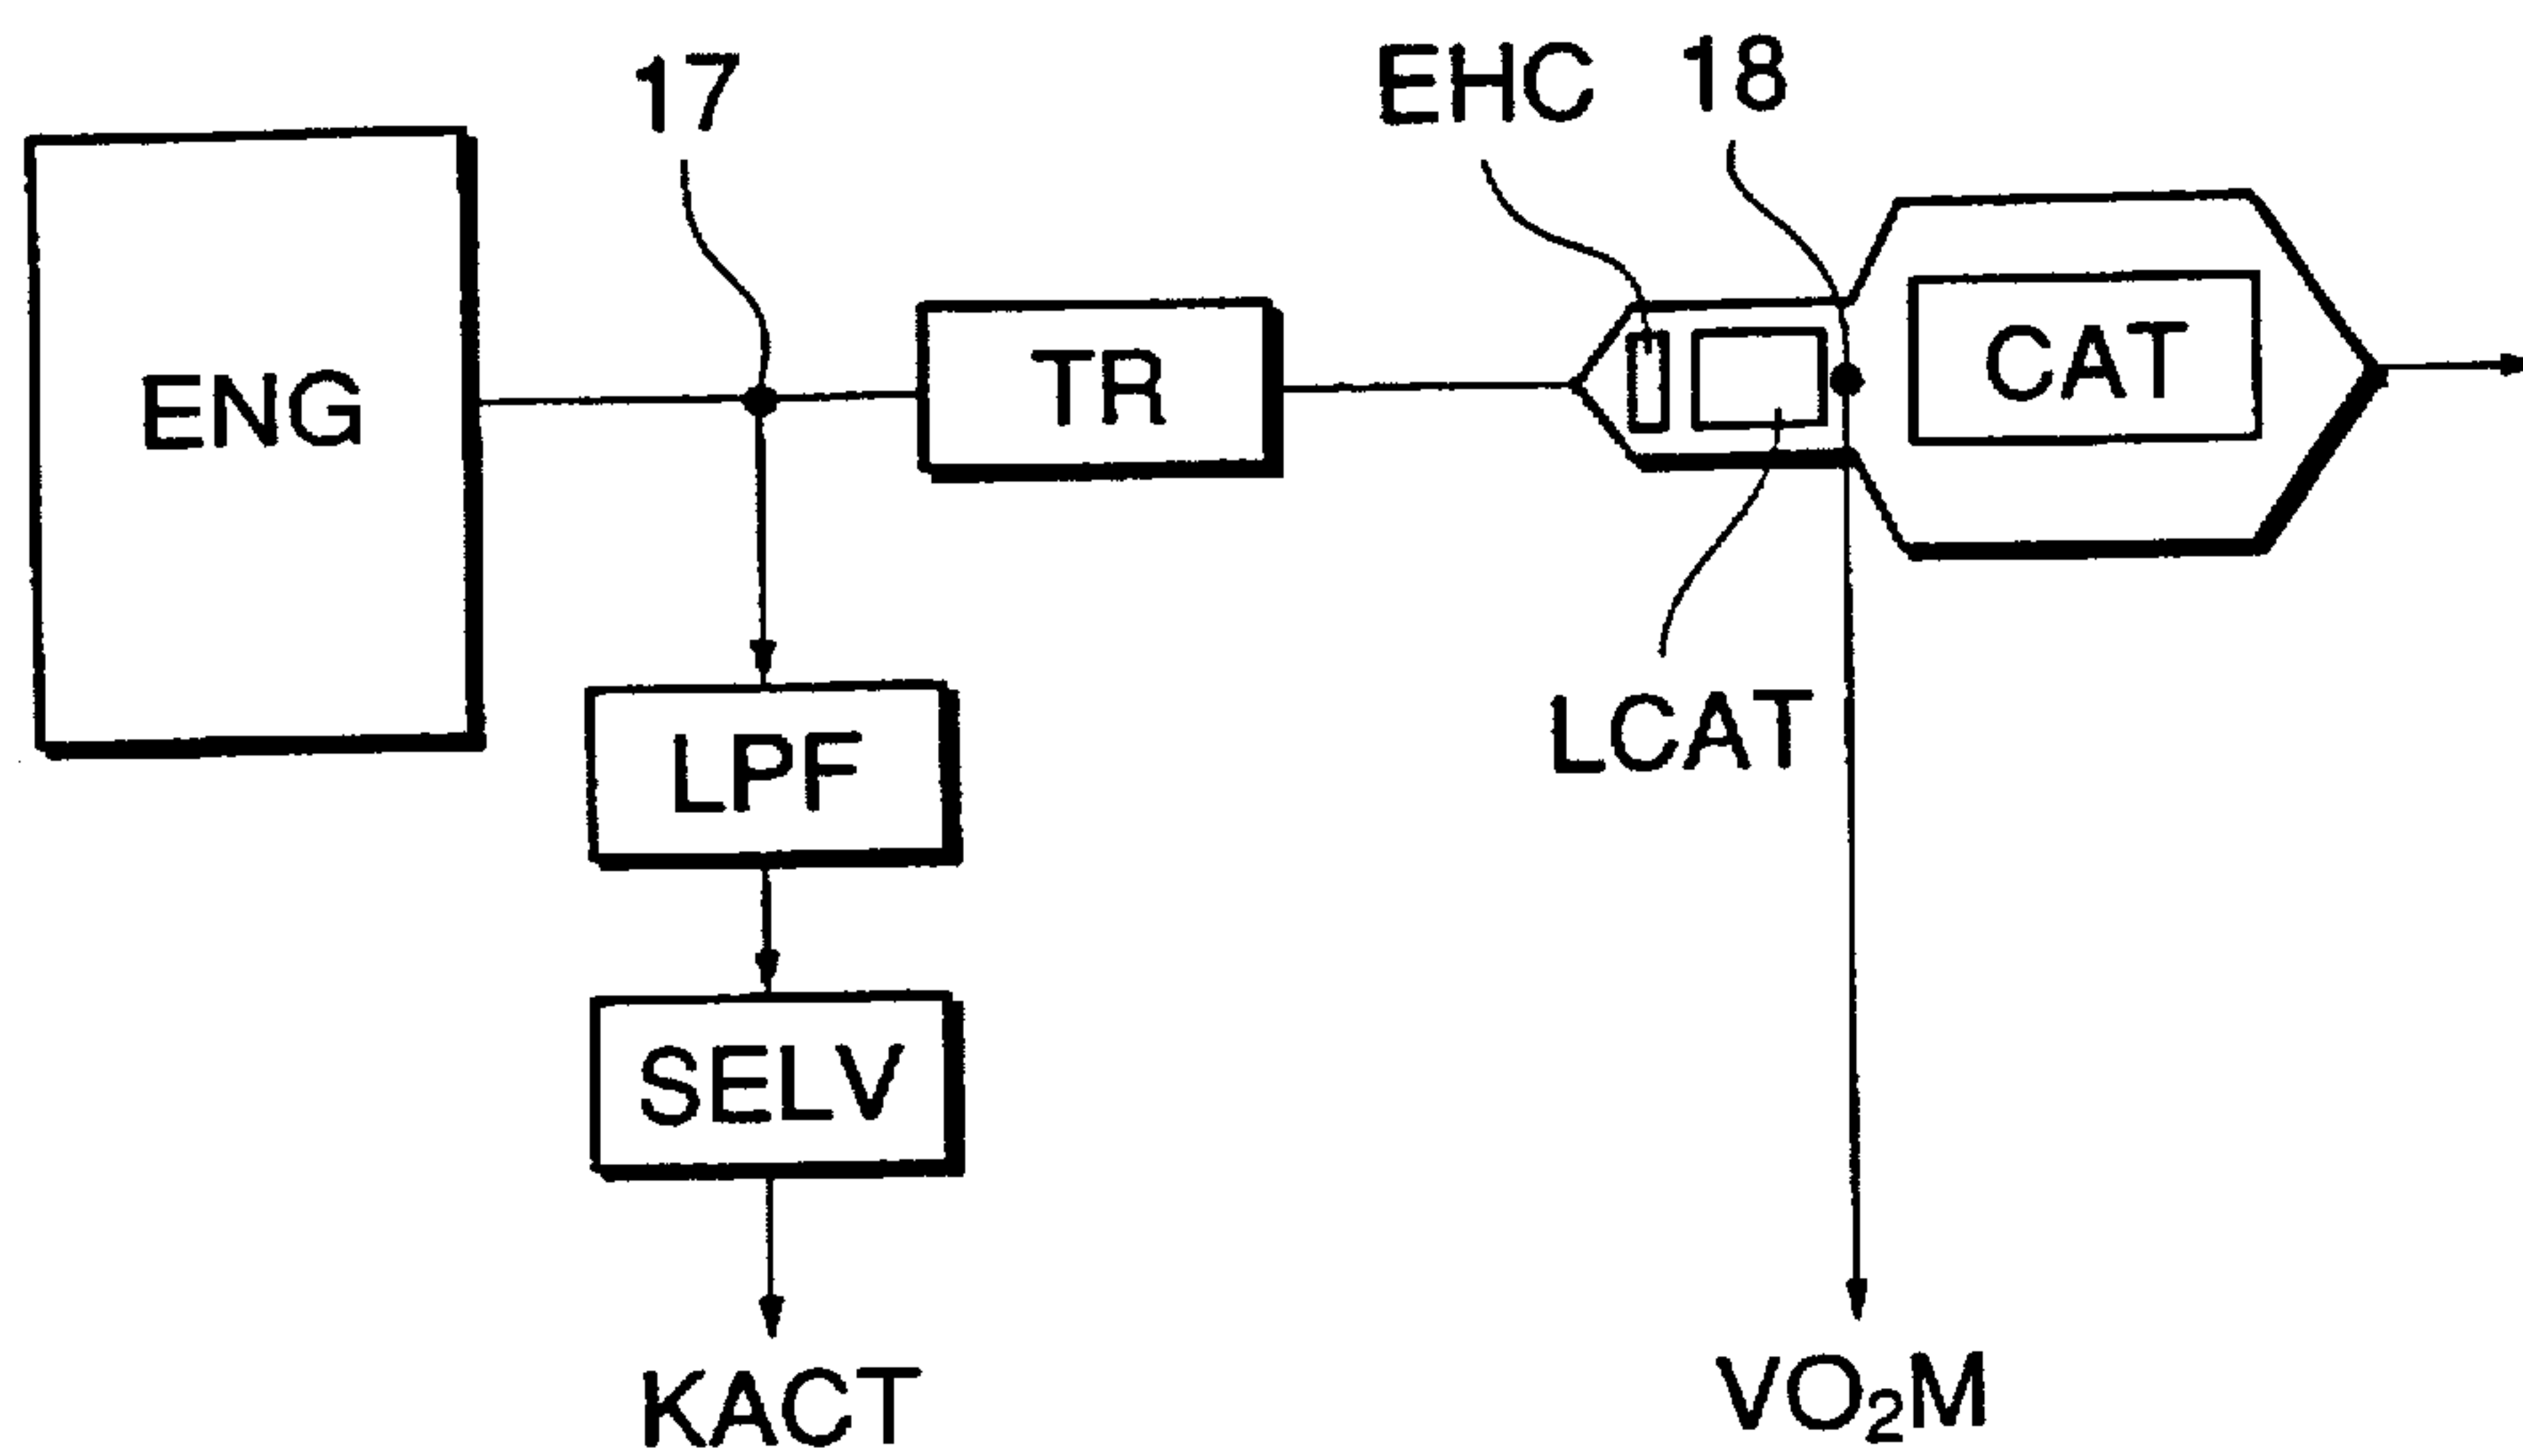 17
EHC
18
ENG
TR
CAT
LPF
LCAT
SELV
KACT
VO₂M